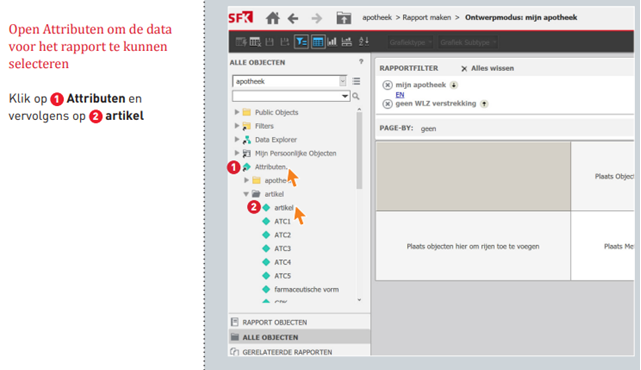 Open Attributen om de data
voor het rapport te kunnen
selecteren
Klik op 1 Attributen en
vervolgens op 2 artikel
SFK
apotheek > Rapport maken > Ontwerpmodus: mijn apotheek
Grafiektype Grafiek Subtype
ALLE OBJECTEN ?
apotheek
Public Objects
Filters
Data Explorer
Mijn Persoonlijke Objecten
1 Attributen
apothe
artikel
2 artikel
ATC1
ATC2
ATC3
ATC4
ATC5
farmaceutische vorm
GPK
RAPPORT OBJECTEN
ALLE OBJECTEN
GERELATEERDE RAPPORTEN
RAPPORTFILTER Alles wissen
mijn apotheek
EN
geen WLZ verstrekking
PAGE-BY: geen
Plaats Objec
Plaats objecten hier om rijen toe te voegen
Plaats Me